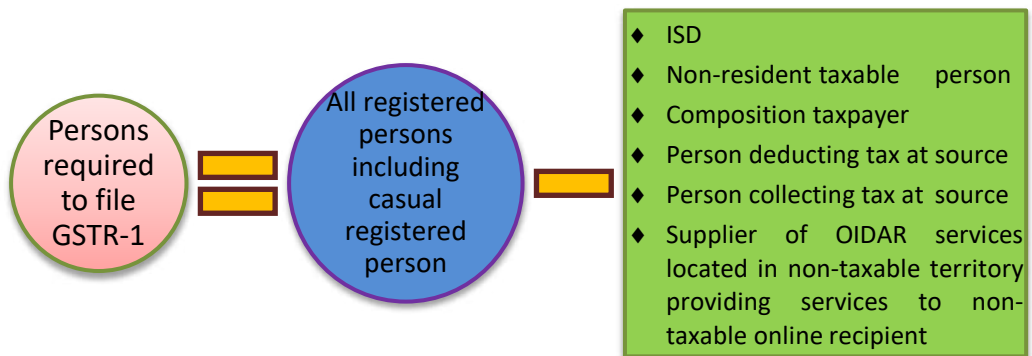 Persons
required
to file
GSTR-1
All registered
persons
including
casual
registered
person
♦ ISD
♦ Non-resident taxable person
♦ Composition taxpayer
♦ Person deducting tax at source
♦ Person collecting tax at source
♦ Supplier of OIDAR services
located in non-taxable territory
providing services to non-
taxable online recipient